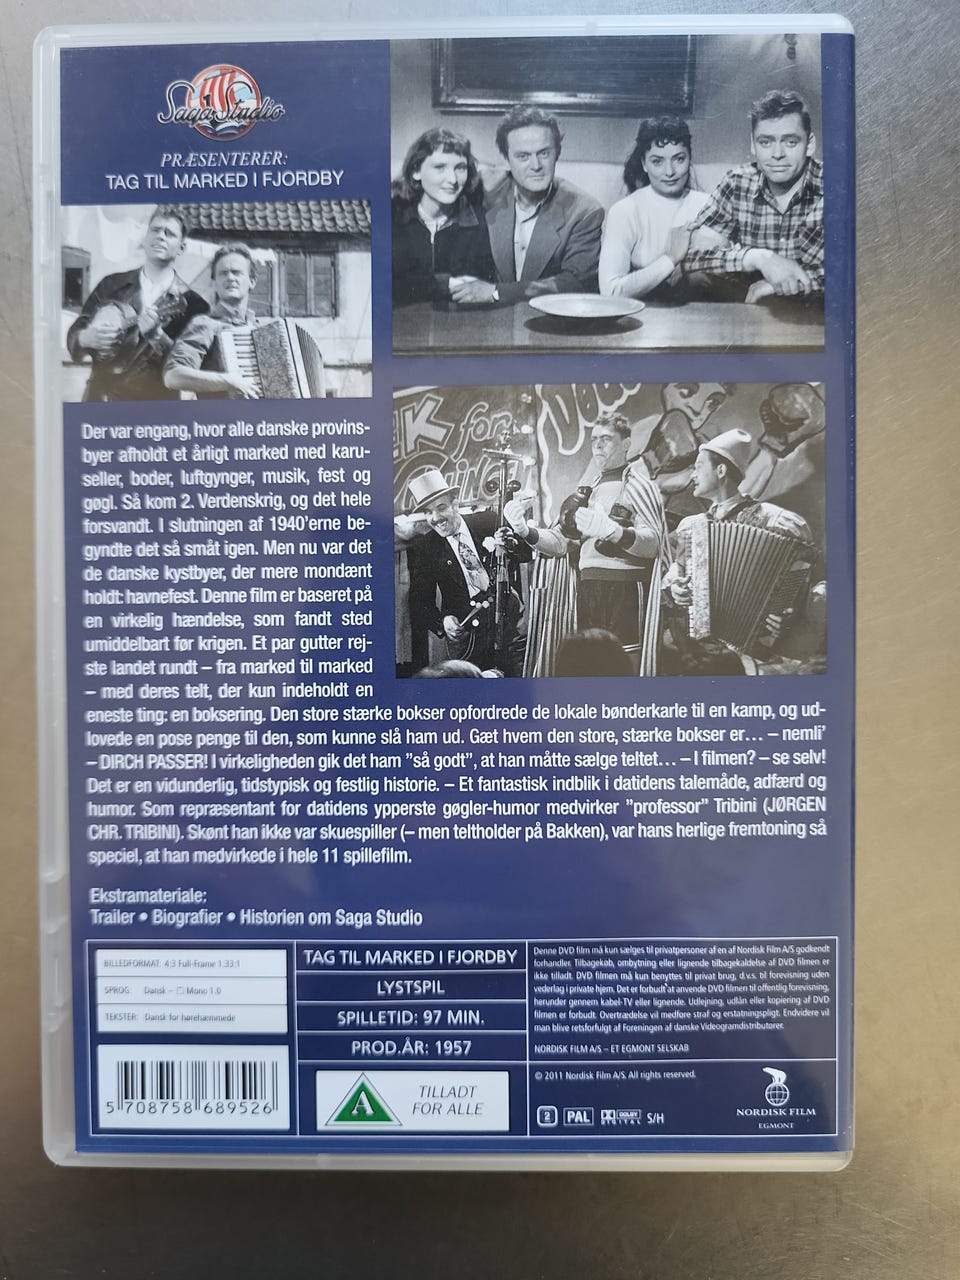 Saga Studio
PRÆSENTERER:
TAG TIL MARKED I FJORDBY
K for
Der var engang, hvor alle danske provins-
byer afholdt et årligt marked med karu-
seller, boder, luftgynger, musik, fest og
gøgl. Så kom 2. Verdenskrig, og det hele
forsvandt. I slutningen af 1940'erne be-
gyndte det så småt igen. Men nu var det
de danske kystbyer, der mere mondænt
holdt: havnefest. Denne film er baseret på
en virkelig hændelse, som fandt sted
umiddelbart før krigen. Et par gutter rej-
ste landet rundt – fra marked til marked
– med deres telt, der kun indeholdt en
eneste ting: en boksering. Den store stærke bokser opfordrede de lokale bønderkarle til en kamp, og ud-
lovede en pose penge til den, som kunne slå ham ud. Gæt hvem den store, stærke bokser er... – nemli'
– DIRCH PASSER! I virkeligheden gik det ham "så godt", at han måtte sælge teltet... – I filmen? – se selv!
Det er en vidunderlig, tidstypisk og festlig historie. – Et fantastisk indblik i datidens talemåde, adfærd og
humor. Som repræsentant for datidens ypperste gøgler-humor medvirker "professor" Tribini (JØRGEN
CHR. TRIBINI). Skønt han ikke var skuespiller (– men teltholder på Bakken), var hans herlige fremtoning så
speciel, at han medvirkede i hele 11 spillefilm.
Ekstramateriale:
Trailer • Biografier • Historien om Saga Studio
BILLEDFORMAT: 4:3 Full-Frame 1.33:1
SPROG: Dansk – Mono 1.0
TEKSTER: Dansk for hørehæmmede
5 708758 689526
TAG TIL MARKED I FJORDBY
LYSTSPIL
SPILLETID: 97 MIN.
PROD.ÅR: 1957
A
TILLADT
FOR ALLE
Denne DVD film må kun sælges til privatpersoner af en af Nordisk Film A/S godkendt
forhandler. Tilbagekøb, ombytning eller lignende tilbagekaldelse af DVD filmen er
ikke tilladt. DVD filmen må kun benyttes til privat brug, d.v.s. til forevisning uden
vederlag i private hjem. Det er forbudt at anvende DVD filmen til offentlig forevisning,
herunder gennem kabel-TV eller lignende. Udlejning, udlån eller kopiering af DVD
filmen er forbudt. Overtrædelse vil medføre straf og erstatningspligt. Endvidere vil
man blive retsforfulgt af Foreningen af danske Videogramdistributører.
NORDISK FILM A/S – ET EGMONT SELSKAB
© 2011 Nordisk Film A/S. All rights reserved.
2 PAL DOLBY DIGITAL S/H
NORDISK FILM
EGMONT